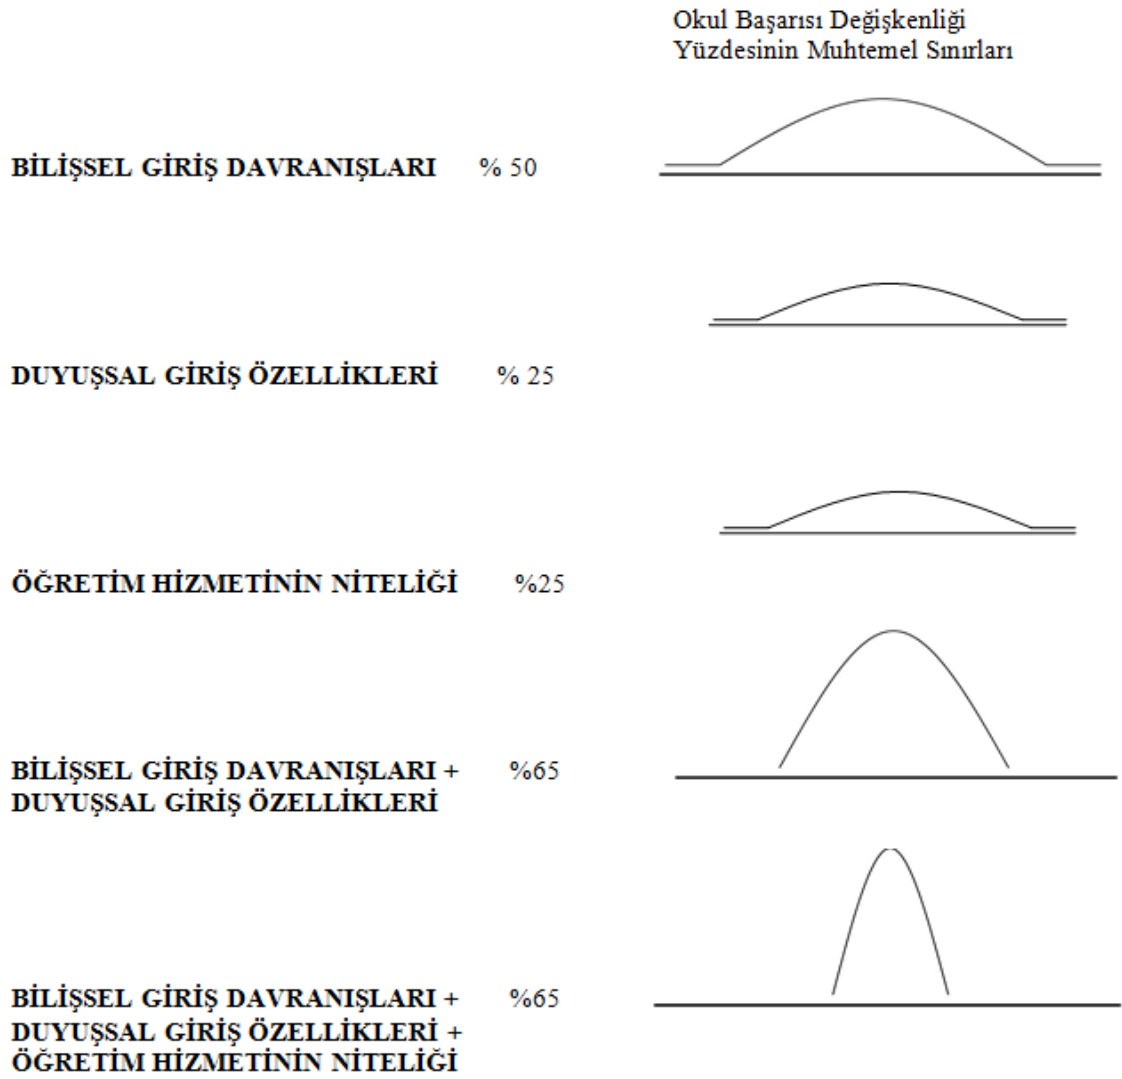 Okul Başarısı Değişkenliği
Yüzdesinin Muhtemel Sınırları
BİLİŞSEL GİRİŞ DAVRANIŞLARI % 50
DUYUŞSAL GİRİŞ ÖZELLİKLERİ % 25
ÖĞRETİM HİZMETİNİN NİTELİĞİ %25
BİLİŞSEL GİRİŞ DAVRANIŞLARI + %65
DUYUŞSAL GİRİŞ ÖZELLİKLERİ
BİLİŞSEL GİRİŞ DAVRANIŞLARI + %65
DUYUŞSAL GİRİŞ ÖZELLİKLERİ +
ÖĞRETİM HİZMETİNİN NİTELİĞİ